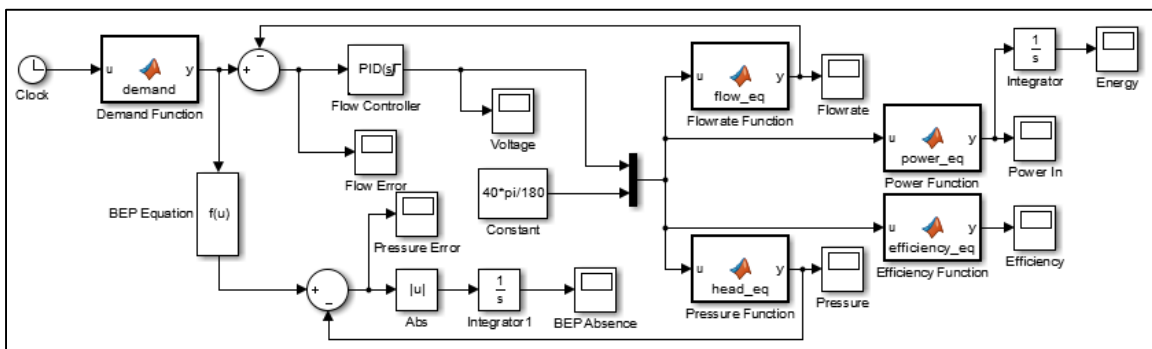 Clock
u
demand
y
Demand Function
+
−
PID(s)
Flow Controller
Voltage
Flow Error
40*pi/180
Constant
u
flow_eq
y
Flowrate Function
Flowrate
1
s
Integrator
Energy
u
power_eq
y
Power Function
Power In
BEP Equation
f(u)
Pressure Error
+
−
|u|
Abs
1
s
Integrator1
BEP Absence
u
head_eq
y
Pressure Function
Pressure
u
efficiency_eq
y
Efficiency Function
Efficiency